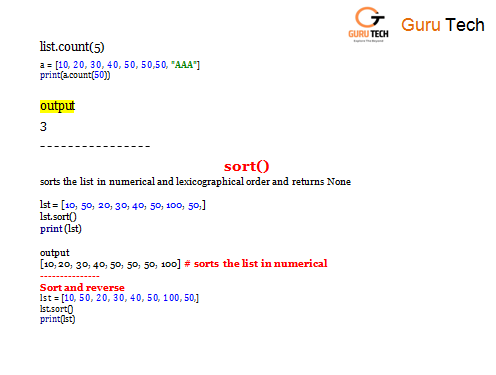 GURU TECH
Guru Tech
list.count(5)
a = [10, 20, 30, 40, 50, 50,50, "AAA"]
print(a.count(50))
output
3
- - - - - - - - - - - - - - - -
sort()
sorts the list in numerical and lexicographical order and returns None
lst = [10, 50, 20, 30, 40, 50, 100, 50,]
lst.sort()
print (lst)
output
[10, 20, 30, 40, 50, 50, 50, 100] # sorts the list in numerical
---------------
Sort and reverse
lst = [10, 50, 20, 30, 40, 50, 100, 50,]
lst.sort()
print(lst)